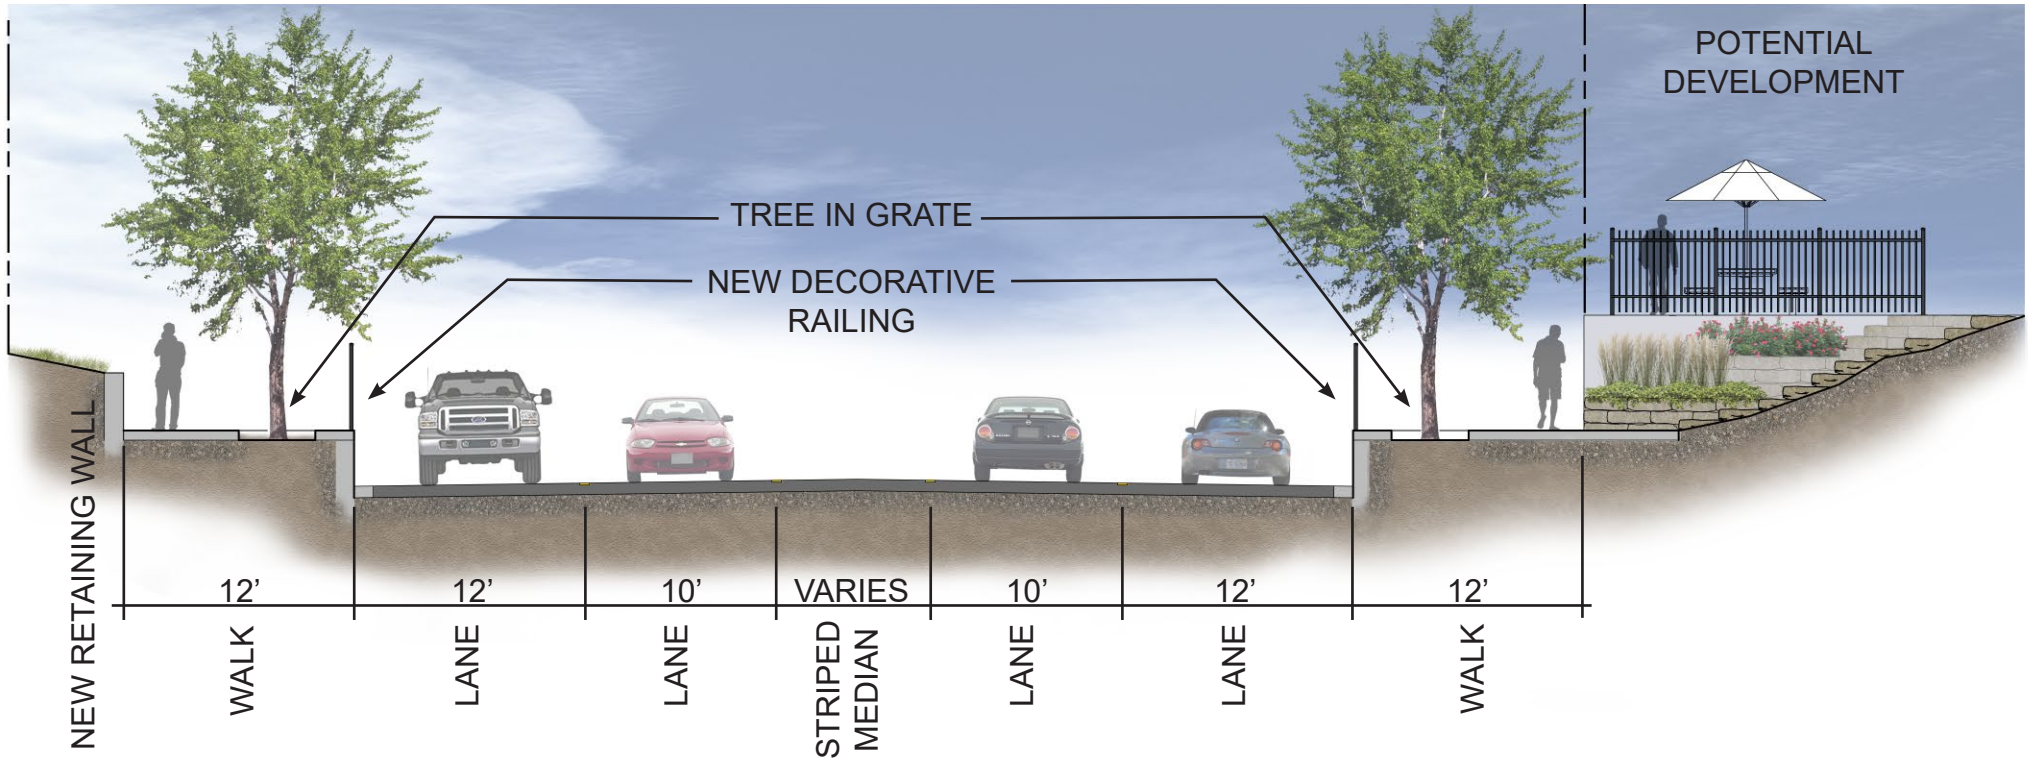 POTENTIAL
DEVELOPMENT
TREE IN GRATE
NEW DECORATIVE
RAILING
NEW RETAINING WALL
12’
12’
10’
VARIES
10’
12’
12’
WALK
LANE
LANE
STRIPED
MEDIAN
LANE
LANE
WALK